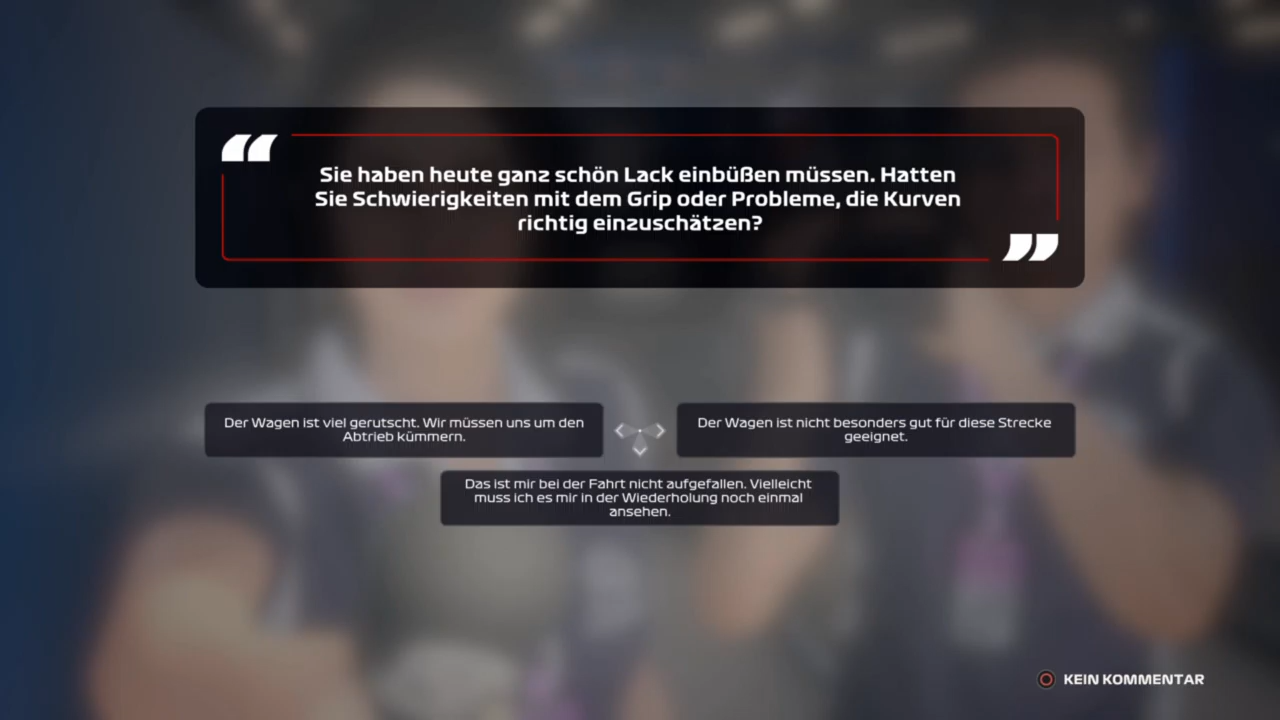 Sie haben heute ganz schön Lack einbüßen müssen. Hatten
Sie Schwierigkeiten mit dem Grip oder Probleme, die Kurven
richtig einzuschätzen?
Der Wagen ist viel gerutscht. Wir müssen uns um den
Abtrieb kümmern.
Der Wagen ist nicht besonders gut für diese Strecke
geeignet.
Das ist mir bei der Fahrt nicht aufgefallen. Vielleicht
muss ich es mir in der Wiederholung noch einmal
ansehen.
KEIN KOMMENTAR